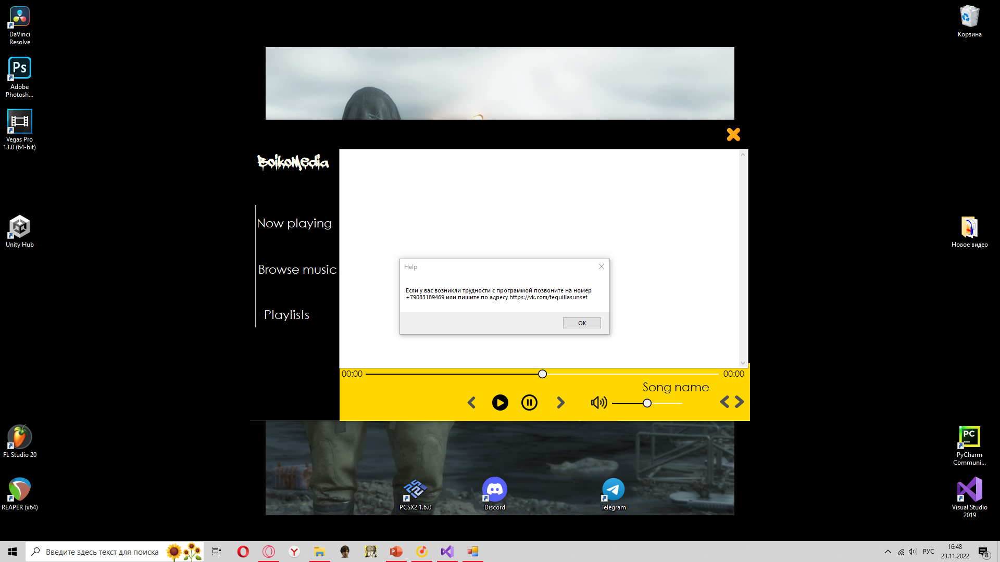 DaVinci
Resolve
Ps
Adobe
Photosh...
Vegas Pro
13.0 (64-bit)
Unity Hub
FL Studio 20
REAPER (x64)
Корзина
Новое видео
PC
PyCharm
Communi...
Visual Studio
2019
BoikoMedia
Now playing
Browse music
Playlists
Help
Если у вас возникли трудности с программой позвоните на номер
+79083189469 или пишите по адресу https://vk.com/tequillasunset
OK
00:00
00:00
Song name
PCSX2 1.6.0
Discord
Telegram
Введите здесь текст для поиска
РУС
16:48
23.11.2022
8